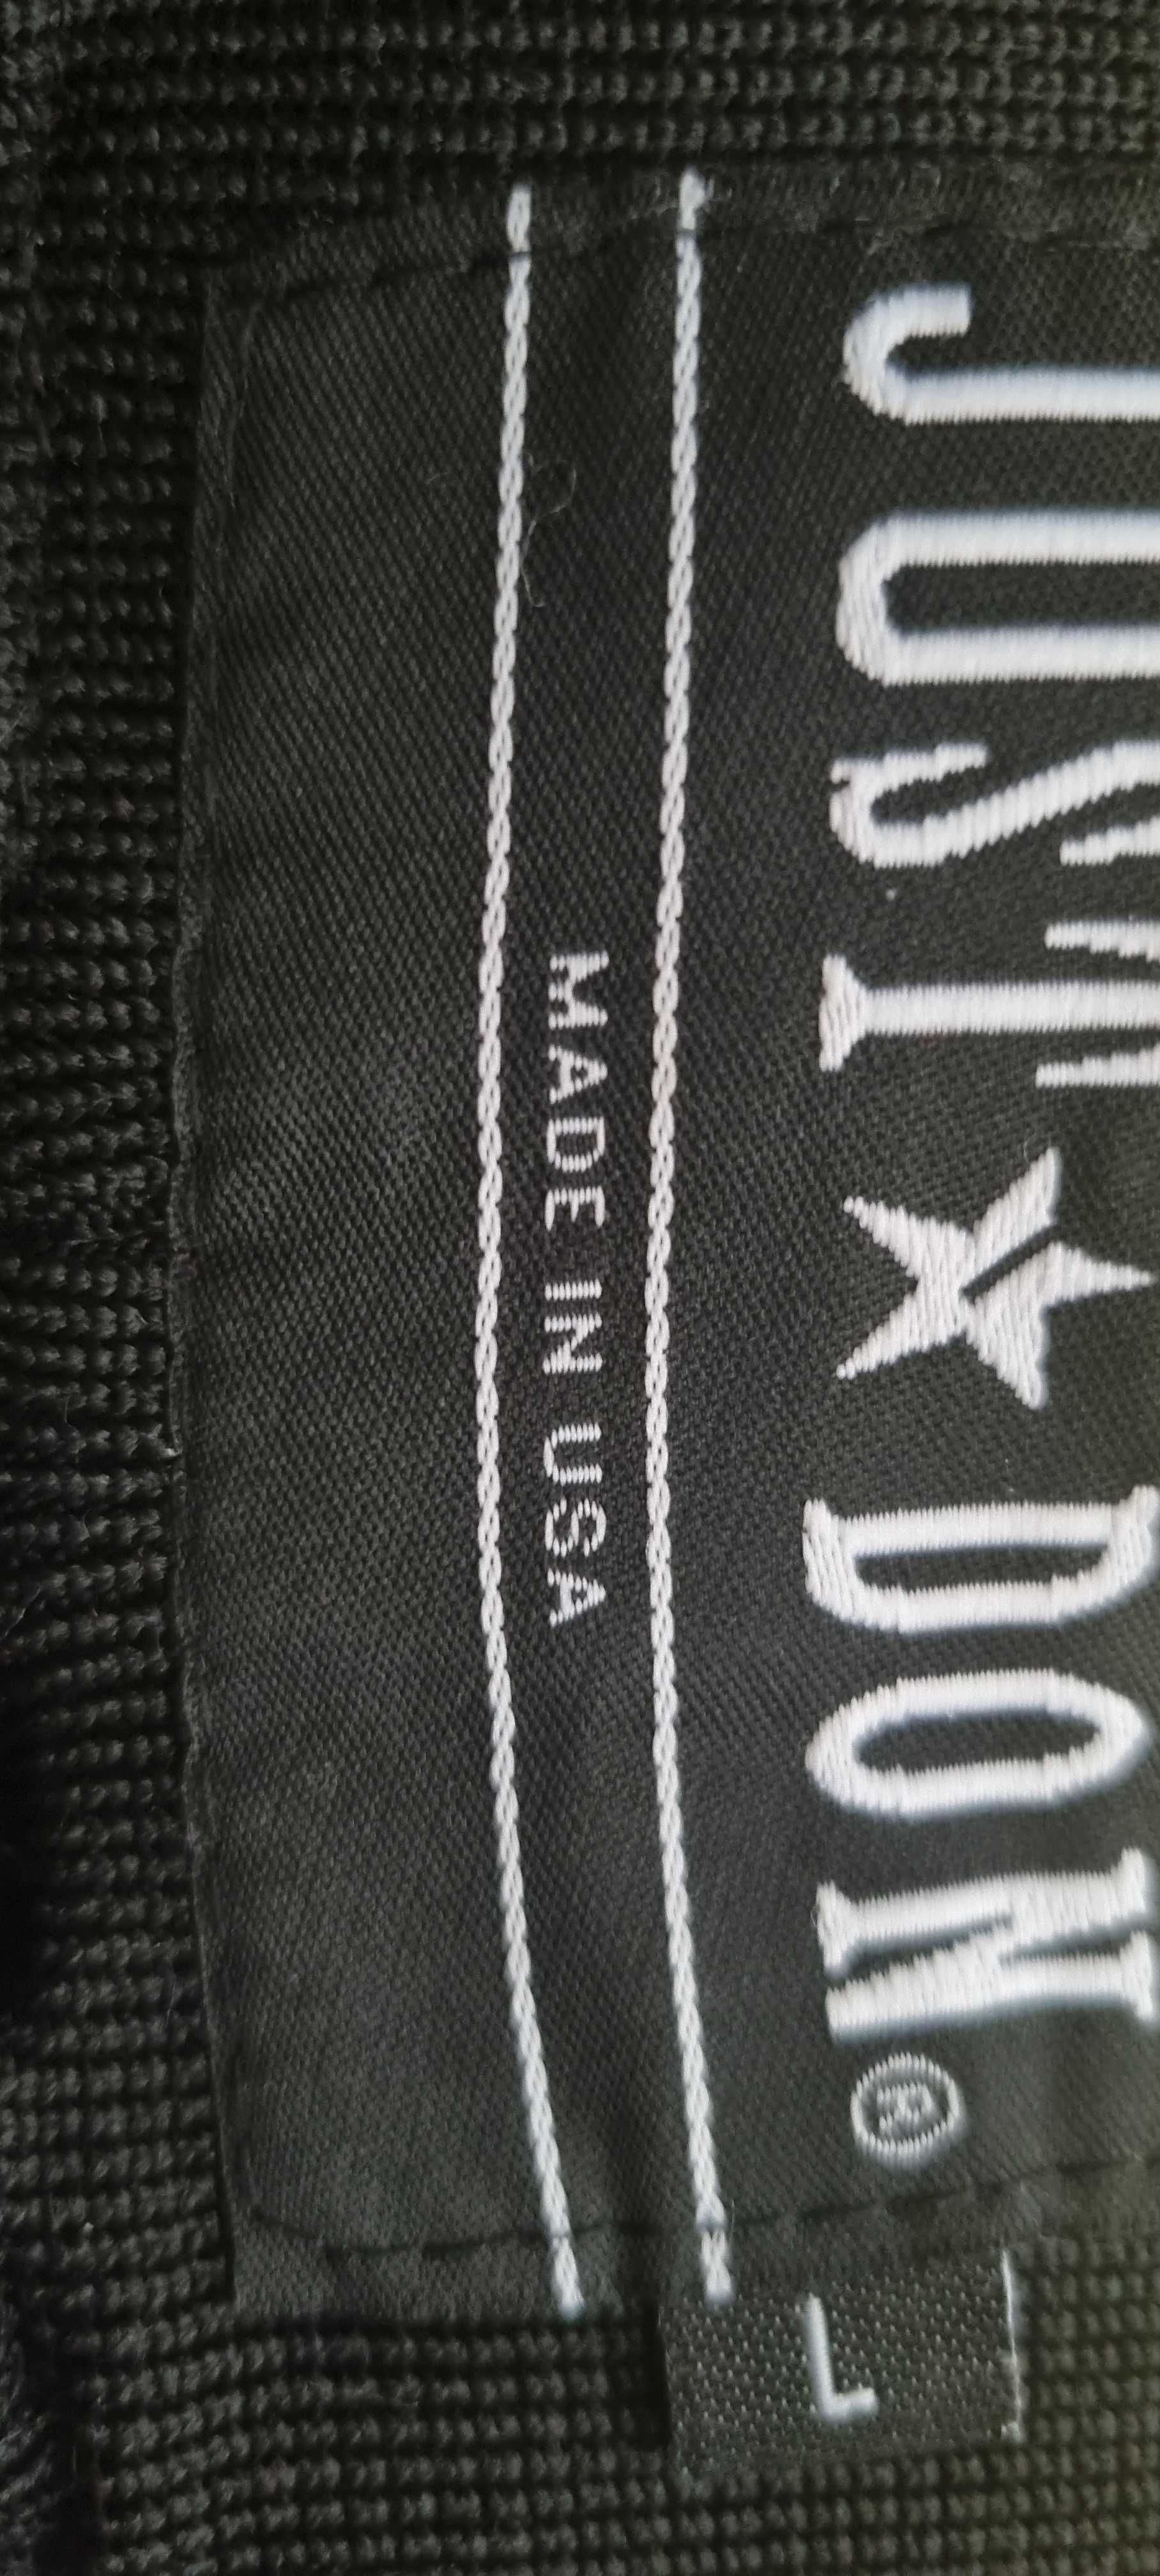 JUST ★ DON ®
MADE IN USA
L